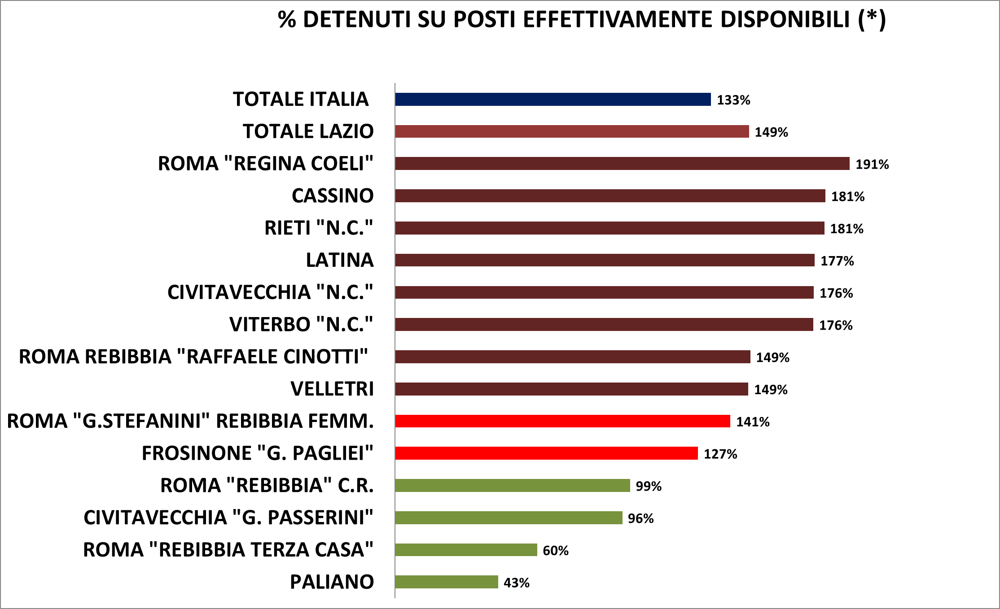 % DETENUTI SU POSTI EFFETTIVAMENTE DISPONIBILI (*)
TOTALE ITALIA 133%
TOTALE LAZIO 149%
ROMA "REGINA COELI" 191%
CASSINO 181%
RIETI "N.C." 181%
LATINA 177%
CIVITAVECCHIA "N.C." 176%
VITERBO "N.C." 176%
ROMA REBIBBIA "RAFFAELE CINOTTI" 149%
VELLETRI 149%
ROMA "G.STEFANINI" REBIBBIA FEMM. 141%
FROSINONE "G. PAGLIEI" 127%
ROMA "REBIBBIA" C.R. 99%
CIVITAVECCHIA "G. PASSERINI" 96%
ROMA "REBIBBIA TERZA CASA" 60%
PALIANO 43%